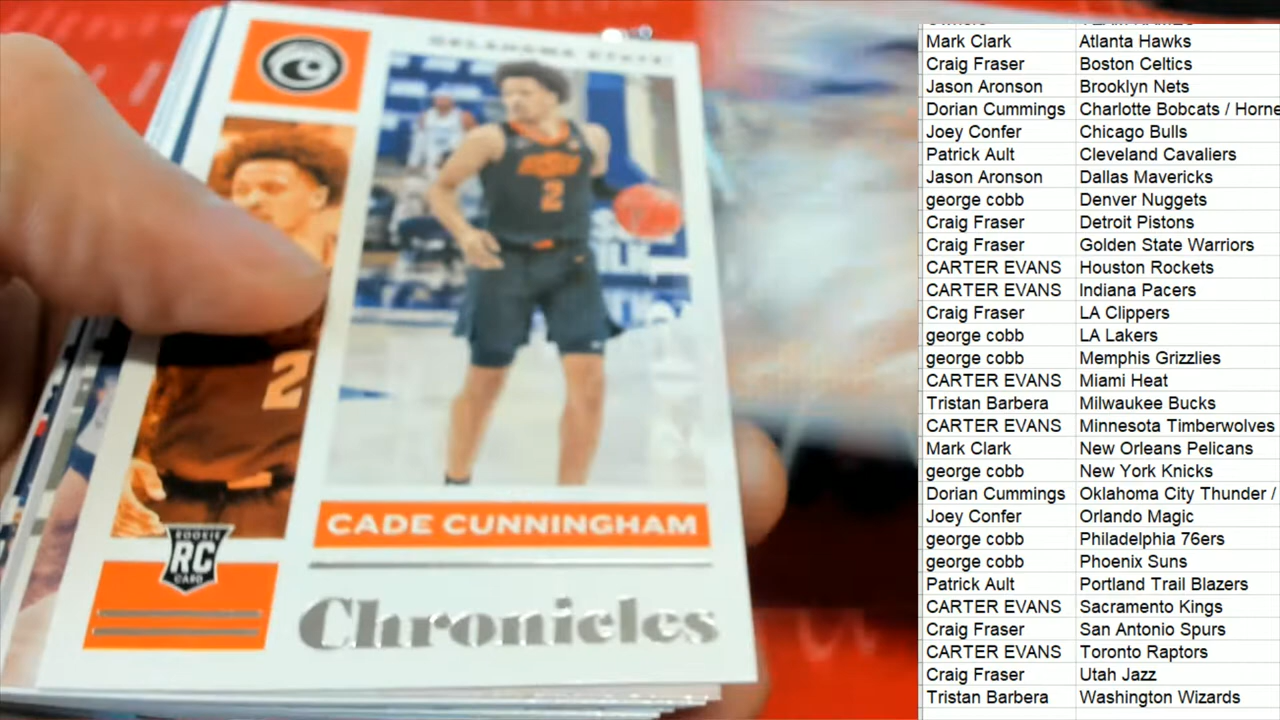 OKLAHOMA STATE
2
2
CADE CUNNINGHAM
ROOKIE
RC
CARD
Chronicles
Mark Clark Atlanta Hawks
Craig Fraser Boston Celtics
Jason Aronson Brooklyn Nets
Dorian Cummings Charlotte Bobcats / Horne
Joey Confer Chicago Bulls
Patrick Ault Cleveland Cavaliers
Jason Aronson Dallas Mavericks
george cobb Denver Nuggets
Craig Fraser Detroit Pistons
Craig Fraser Golden State Warriors
CARTER EVANS Houston Rockets
CARTER EVANS Indiana Pacers
Craig Fraser LA Clippers
george cobb LA Lakers
george cobb Memphis Grizzlies
CARTER EVANS Miami Heat
Tristan Barbera Milwaukee Bucks
CARTER EVANS Minnesota Timberwolves
Mark Clark New Orleans Pelicans
george cobb New York Knicks
Dorian Cummings Oklahoma City Thunder /
Joey Confer Orlando Magic
george cobb Philadelphia 76ers
george cobb Phoenix Suns
Patrick Ault Portland Trail Blazers
CARTER EVANS Sacramento Kings
Craig Fraser San Antonio Spurs
CARTER EVANS Toronto Raptors
Craig Fraser Utah Jazz
Tristan Barbera Washington Wizards